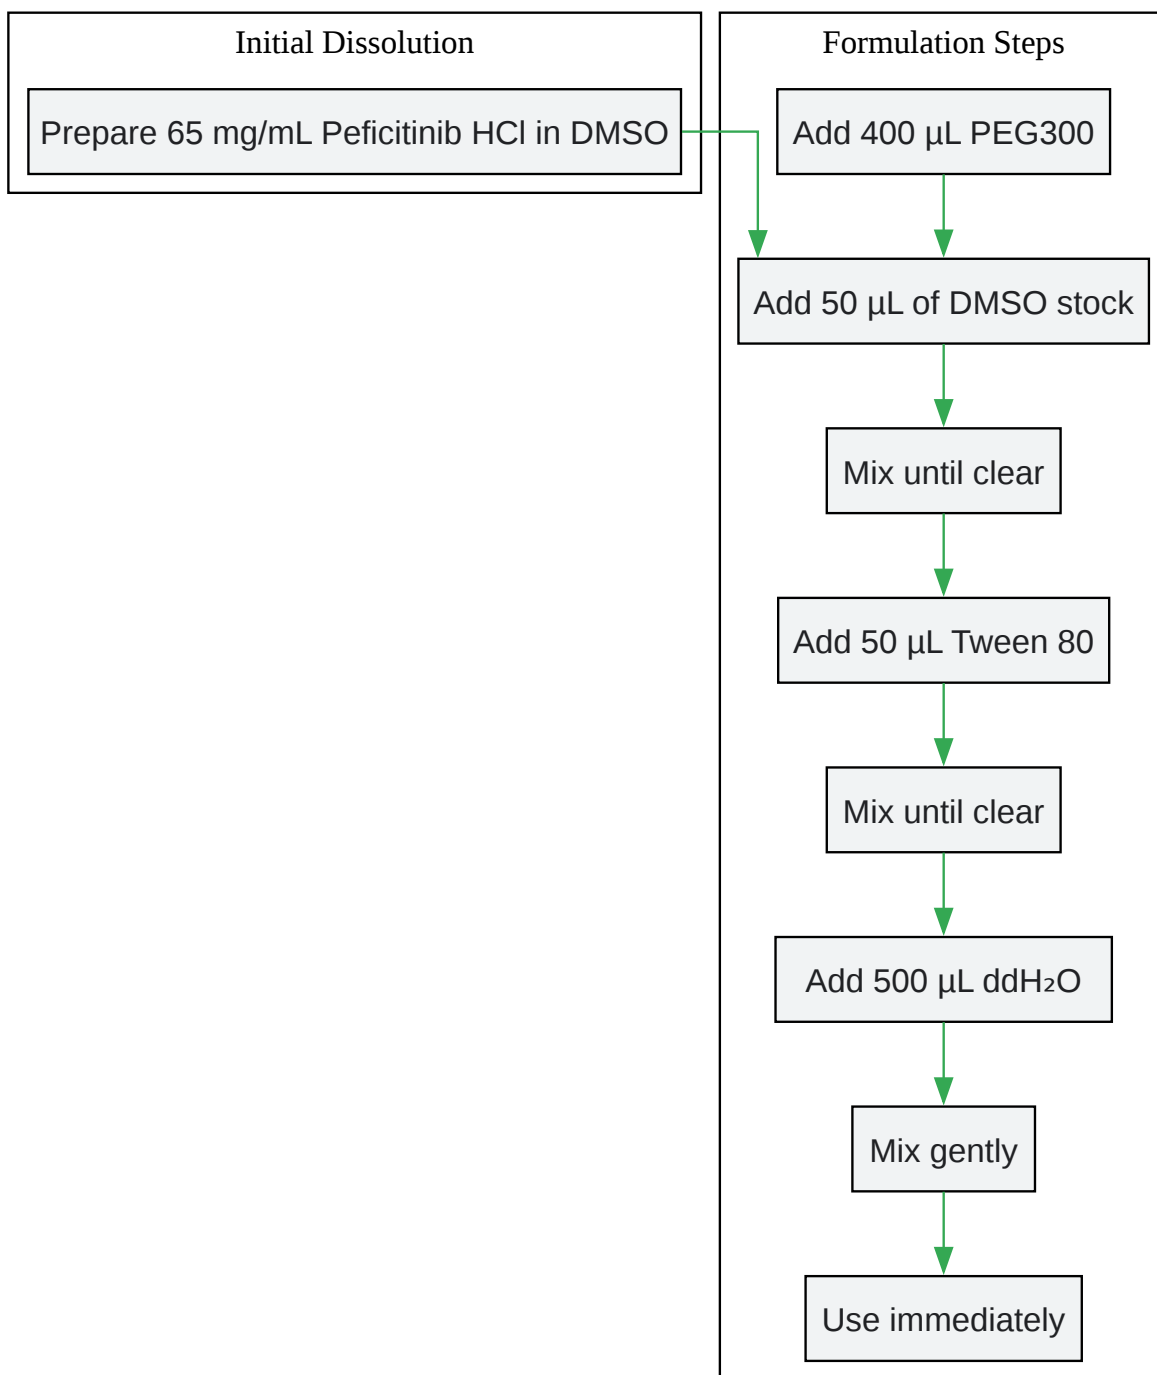 Initial Dissolution
Prepare 65 mg/mL Peficitinib HCl in DMSO
Formulation Steps
Add 400 µL PEG300
Add 50 µL of DMSO stock
Mix until clear
Add 50 µL Tween 80
Mix until clear
Add 500 µL ddH₂O
Mix gently
Use immediately